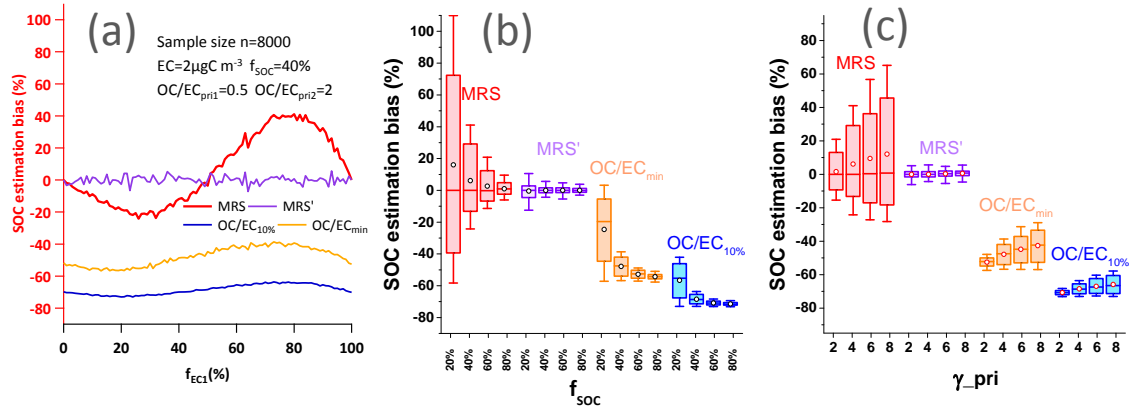 (a)
Sample size n=8000
EC=2µgC m⁻³ f_SOC=40%
OC/EC_pri1=0.5 OC/EC_pri2=2
SOC estimation bias (%)
100
80
60
40
20
0
-20
-40
-60
-80
MRS MRS'
OC/EC_10% OC/EC_min
0 20 40 60 80 100
f_EC1(%)
(b)
SOC estimation bias (%)
100
80
60
40
20
0
-20
-40
-60
-80
MRS
MRS'
OC/EC_min
OC/EC_10%
20% 40% 60% 80% 20% 40% 60% 80% 20% 40% 60% 80% 20% 40% 60% 80%
f_SOC
(c)
SOC estimation bias (%)
100
80
60
40
20
0
-20
-40
-60
-80
MRS
MRS'
OC/EC_min
OC/EC_10%
2 4 6 8 2 4 6 8 2 4 6 8 2 4 6 8
γ_pri